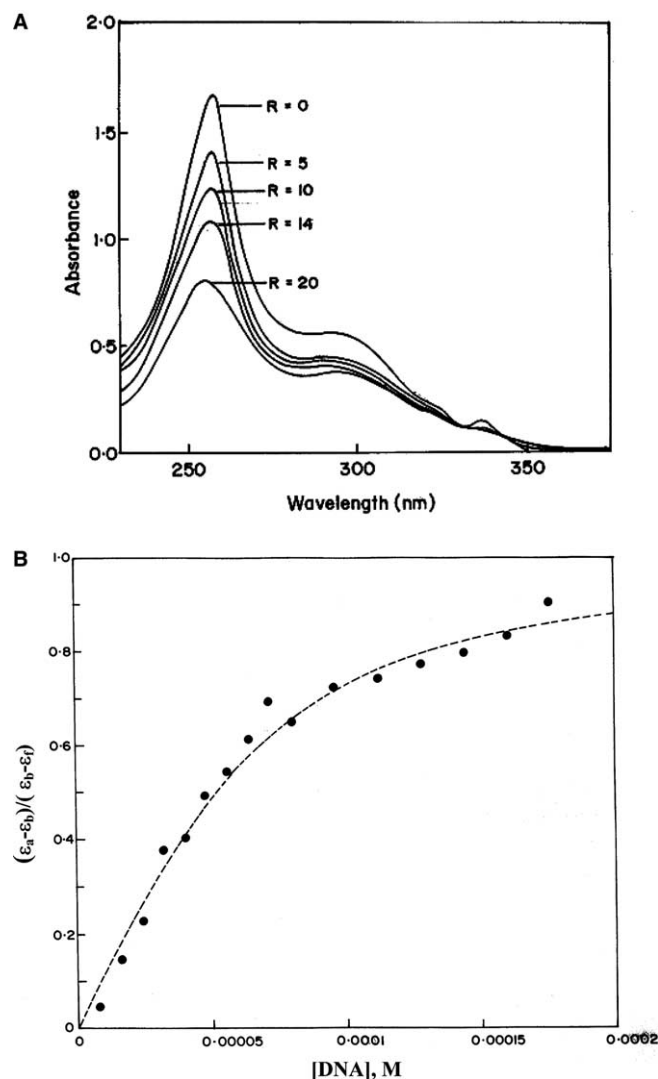 A
2·0
1·5
1·0
0·5
0·0
Absorbance
R = 0
R = 5
R = 10
R = 14
R = 20
250
300
350
Wavelength (nm)
B
1·0
0·8
0·6
0·4
0·2
0
(εa-εb)/( εb-εf)
0
0·00005
0·0001
0·00015
0·0002
[DNA], M